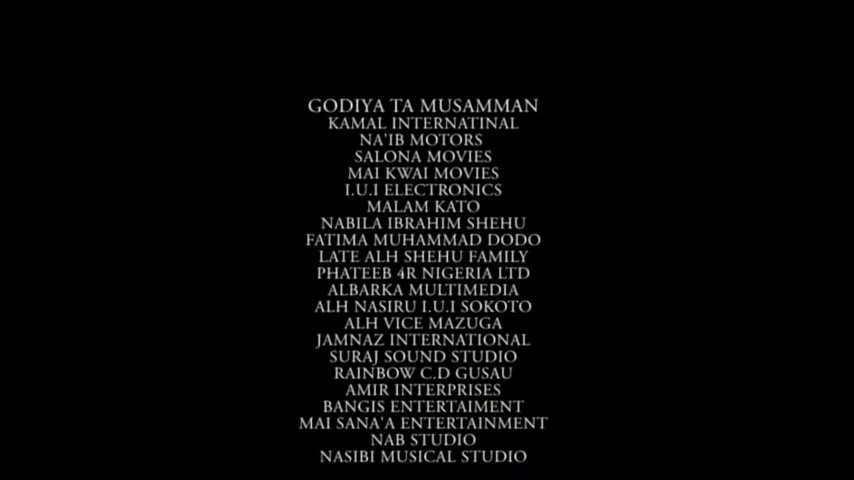 GODIYA TA MUSAMMAN
KAMAL INTERNATINAL
NA'IB MOTORS
SALONA MOVIES
MAI KWAI MOVIES
I.U.I ELECTRONICS
MALAM KATO
NABILA IBRAHIM SHEHU
FATIMA MUHAMMAD DODO
LATE ALH SHEHU FAMILY
PHATEEB 4R NIGERIA LTD
ALBARKA MULTIMEDIA
ALH NASIRU I.U.I SOKOTO
ALH VICE MAZUGA
JAMNAZ INTERNATIONAL
SURAJ SOUND STUDIO
RAINBOW C.D GUSAU
AMIR INTERPRISES
BANGIS ENTERTAIMENT
MAI SANA'A ENTERTAINMENT
NAB STUDIO
NASIBI MUSICAL STUDIO